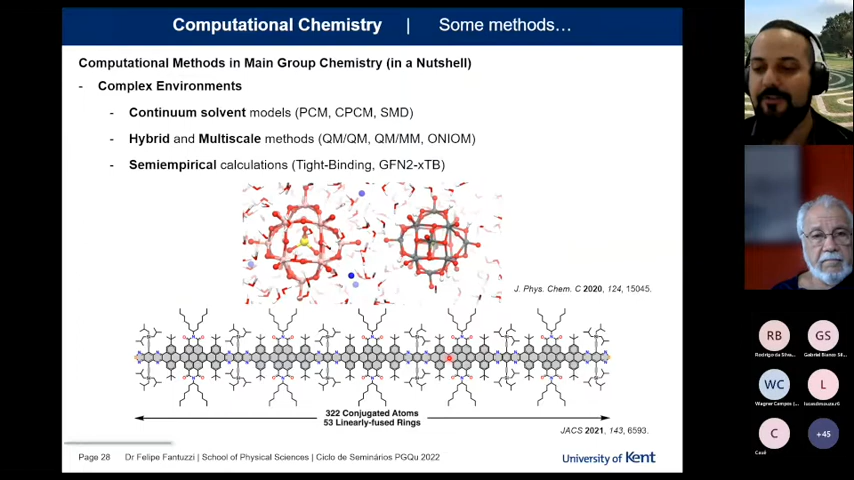 Computational Chemistry | Some methods…
Computational Methods in Main Group Chemistry (in a Nutshell)
- Complex Environments
- Continuum solvent models (PCM, CPCM, SMD)
- Hybrid and Multiscale methods (QM/QM, QM/MM, ONIOM)
- Semiempirical calculations (Tight-Binding, GFN2-xTB)
J. Phys. Chem. C 2020, 124, 15045.
322 Conjugated Atoms
53 Linearly-fused Rings
JACS 2021, 143, 6593.
Page 28 Dr Felipe Fantuzzi | School of Physical Sciences | Ciclo de Seminários PGQu 2022
University of Kent
RB
GS
Rodrigo da Silva...
Gabriel Bianco Sil...
WC
L
Wagner Campos (...
C
+45